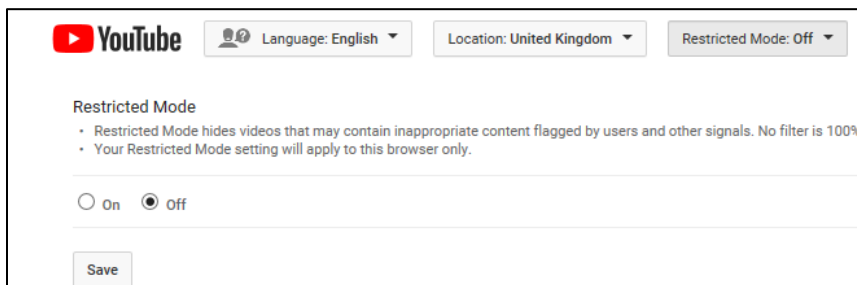 YouTube Language: English Location: United Kingdom Restricted Mode: Off
Restricted Mode
• Restricted Mode hides videos that may contain inappropriate content flagged by users and other signals. No filter is 100%
• Your Restricted Mode setting will apply to this browser only.
On Off
Save